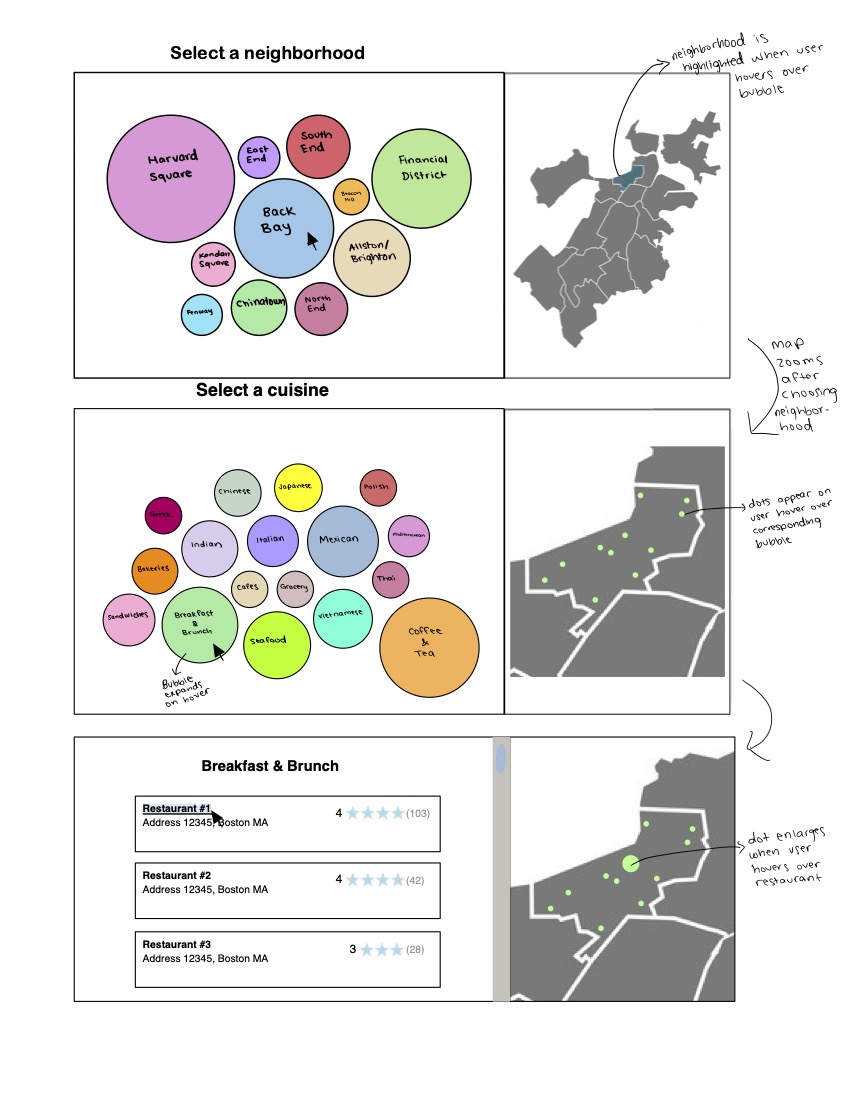 Select a neighborhood
neighborhood is
highlighted when user
hovers over
bubble
Harvard
Square
East
End
South
End
Financial
District
Beacon
Hill
Back
Bay
Allston/
Brighton
Kendall
Square
Chinatown
North
End
Fenway
map
zooms
after
choosing
neighbor-
hood
Select a cuisine
Chinese
Japanese
Polish
Greek
Indian
Italian
Mexican
Mediterranean
Bakeries
Cafes
Grocery
Thai
Sandwiches
Breakfast
&
Brunch
Seafood
Vietnamese
Coffee
&
Tea
Bubble
expands
on hover
dots appear on
user hover over
corresponding
bubble
Breakfast & Brunch
Restaurant #1
Address 12345, Boston MA
4 (103)
Restaurant #2
Address 12345, Boston MA
4 (42)
Restaurant #3
Address 12345, Boston MA
3 (28)
dot enlarges
when user
hovers over
restaurant